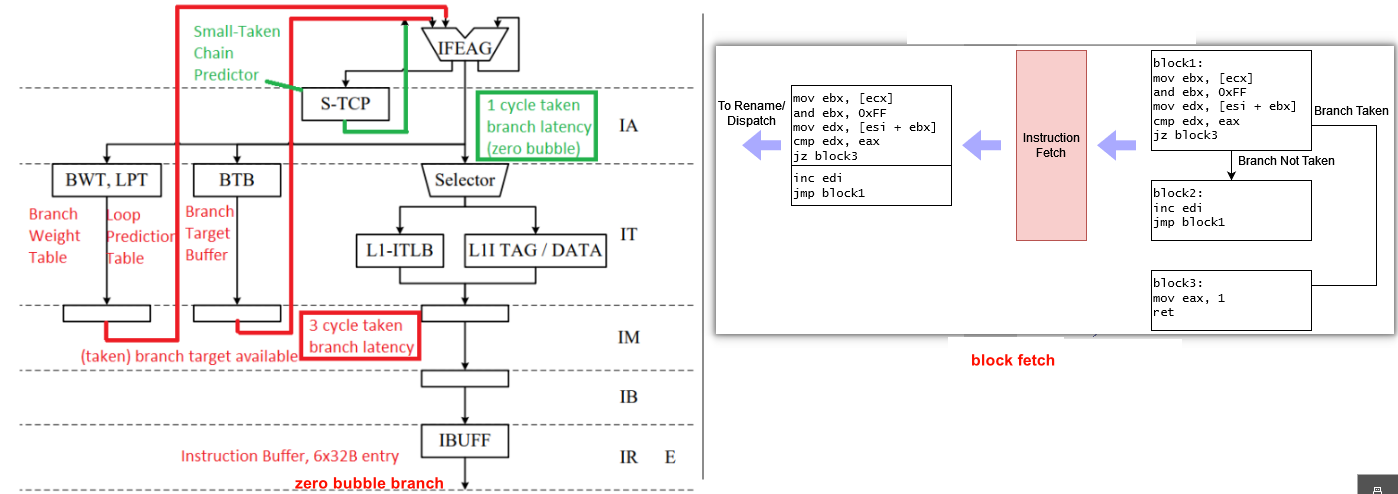 Small-Taken
Chain
Predictor
IFEAG
S-TCP
1 cycle taken
branch latency
(zero bubble)
IA
BWT, LPT
BTB
Selector
Branch
Weight
Table
Loop
Prediction
Table
Branch
Target
Buffer
L1-ITLB
L1I TAG / DATA
IT
3 cycle taken
branch latency
(taken) branch target available
IM
IB
IBUFF
Instruction Buffer, 6x32B entry
IR
E
zero bubble branch
To Rename/
Dispatch
mov ebx, [ecx]
and ebx, 0xFF
mov edx, [esi + ebx]
cmp edx, eax
jz block3
inc edi
jmp block1
Instruction
Fetch
block1:
mov ebx, [ecx]
and ebx, 0xFF
mov edx, [esi + ebx]
cmp edx, eax
jz block3
Branch Taken
Branch Not Taken
block2:
inc edi
jmp block1
block3:
mov eax, 1
ret
block fetch